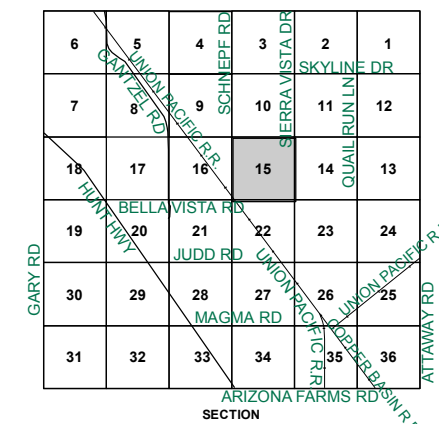 SCHNEPF RD
SIERRA VISTA DR
6 5 4 3 2 1
UNION PACIFIC R.R.
GANTZEL RD
SKYLINE DR
7 8 9 10 11 12
QUAIL RUN LN
18 17 16 15 14 13
HUNT HWY
BELLA VISTA RD
19 20 21 22 23 24
JUDD RD
GARY RD
UNION PACIFIC R.R
UNION PACIFIC R.
30 29 28 27 26 25
ATTAWAY RD
MAGMA RD
COPPER BASIN R.
31 32 33 34 35 36
ARIZONA FARMS RD
SECTION